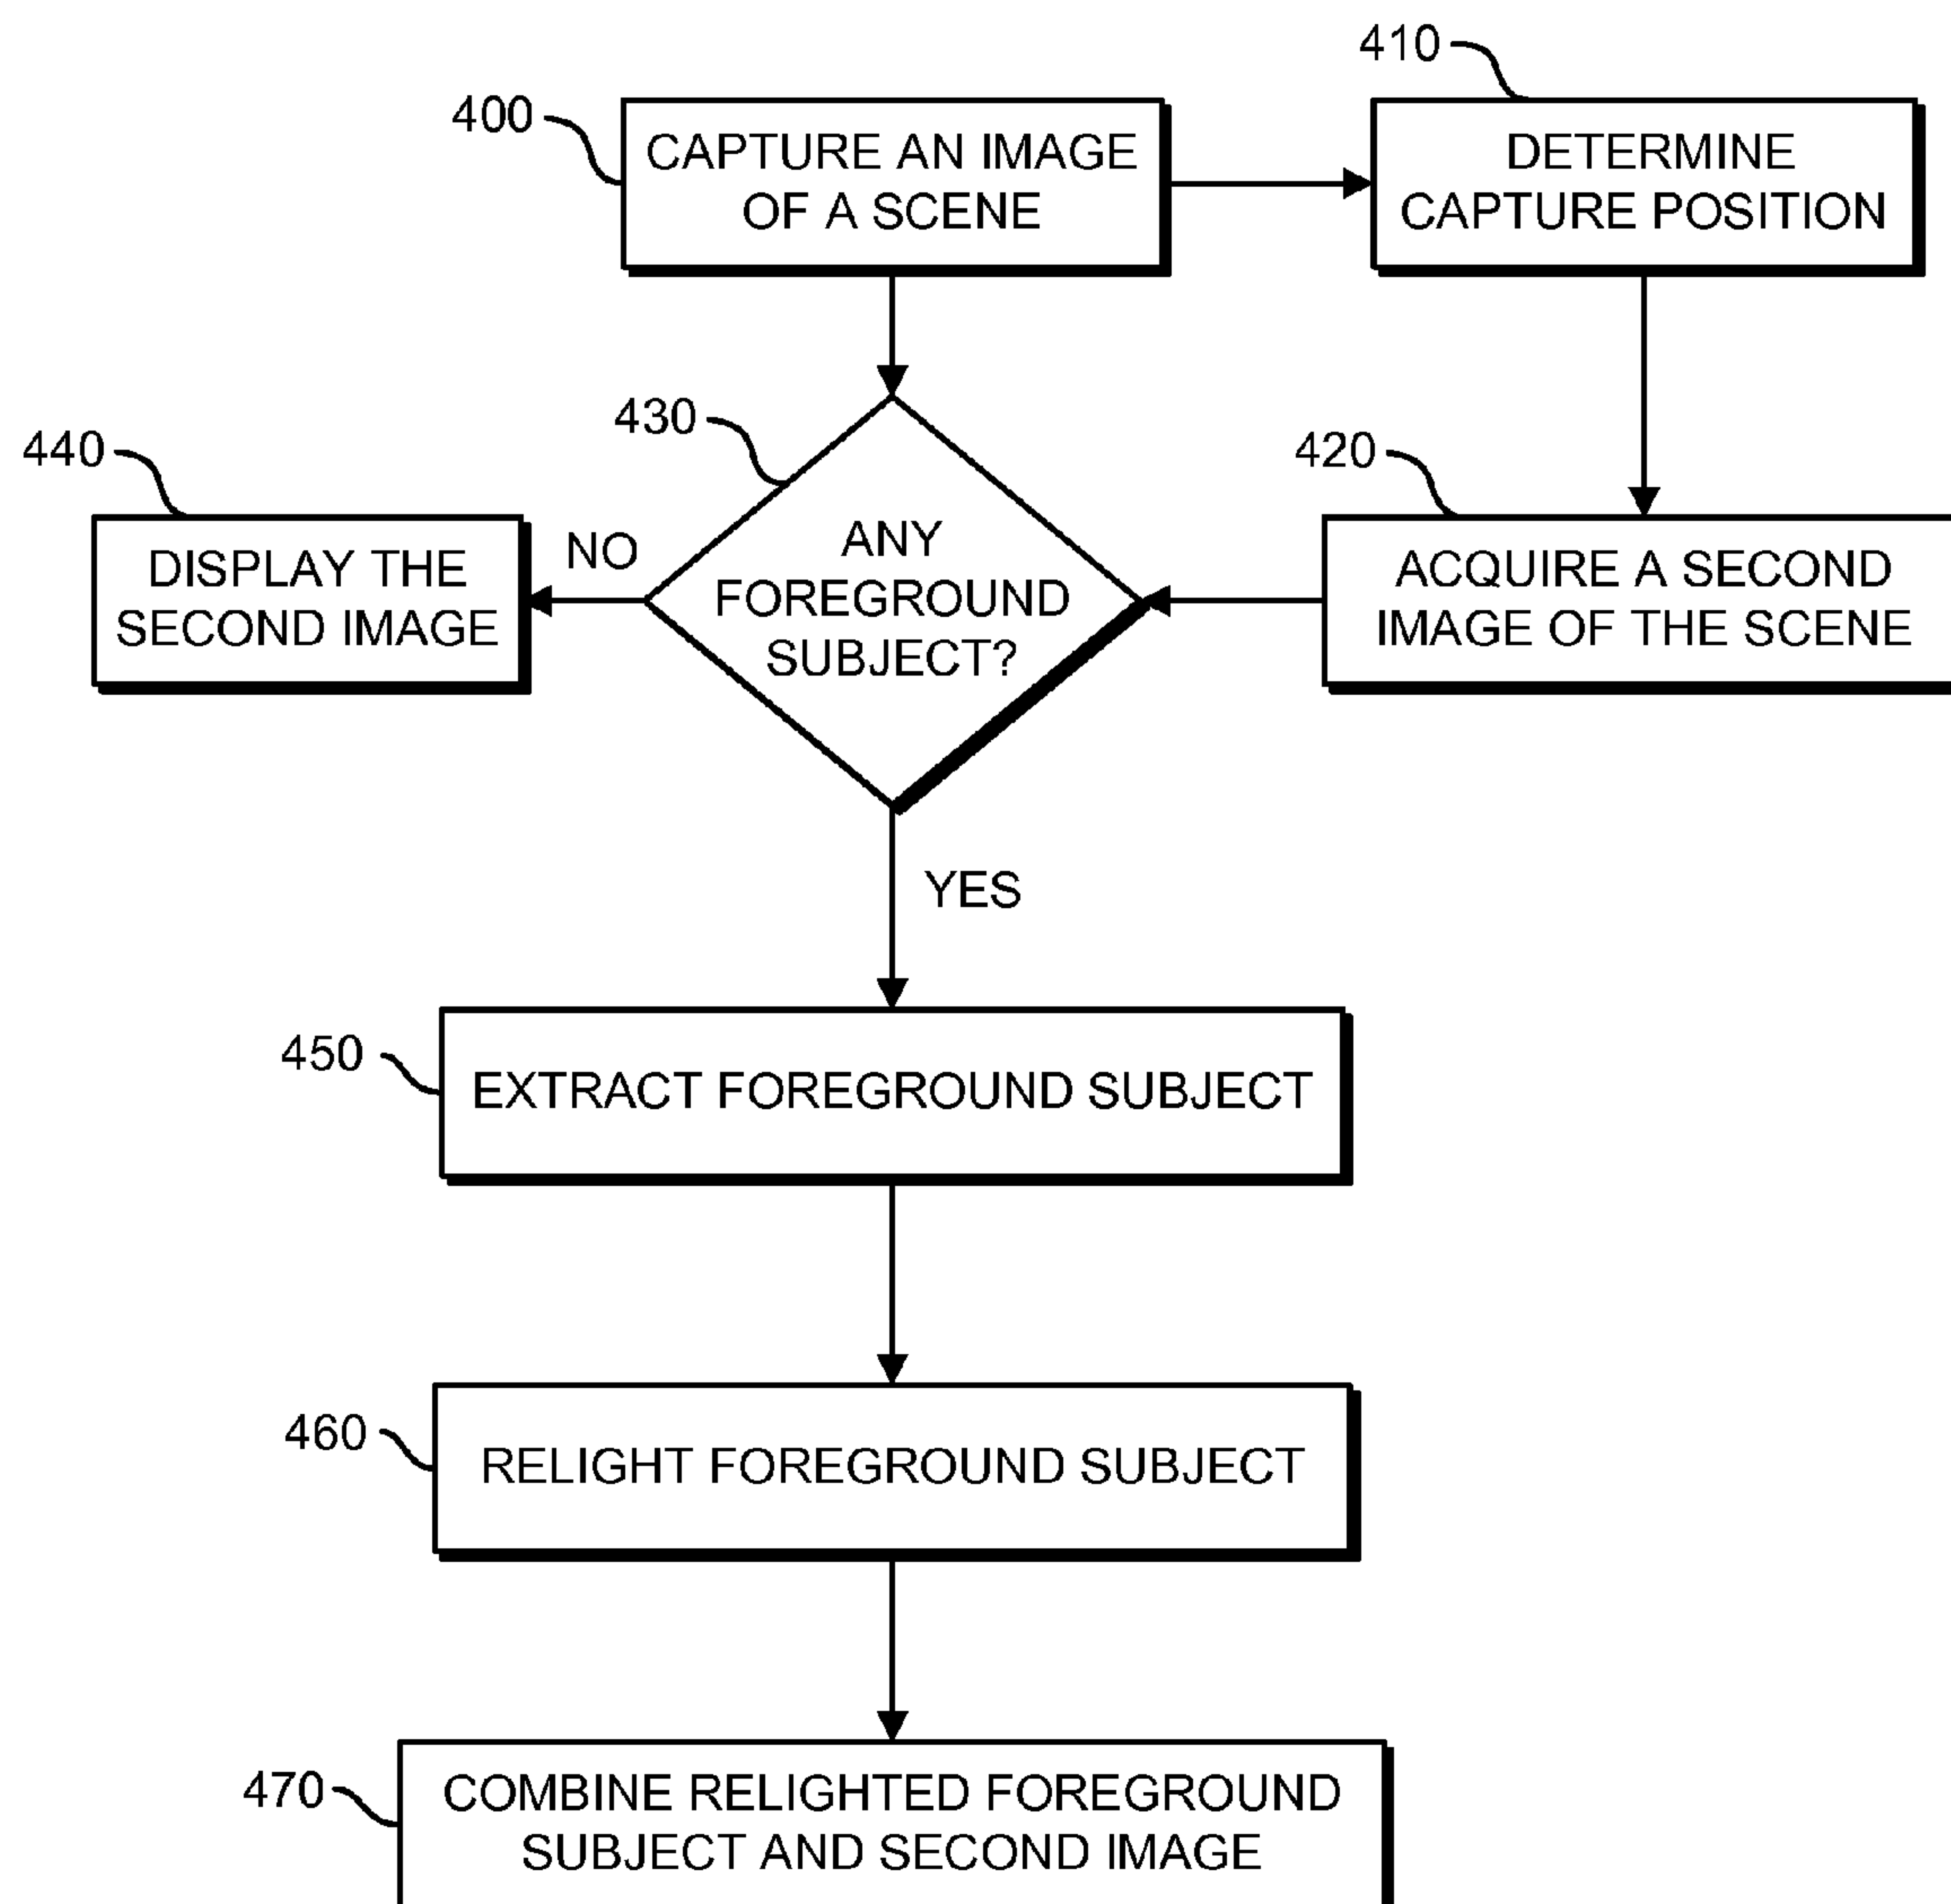 410
400
CAPTURE AN IMAGE
OF A SCENE
DETERMINE
CAPTURE POSITION
430
440
420
NO
ANY
FOREGROUND
SUBJECT?
DISPLAY THE
SECOND IMAGE
ACQUIRE A SECOND
IMAGE OF THE SCENE
YES
450
EXTRACT FOREGROUND SUBJECT
460
RELIGHT FOREGROUND SUBJECT
470
COMBINE RELIGHTED FOREGROUND
SUBJECT AND SECOND IMAGE